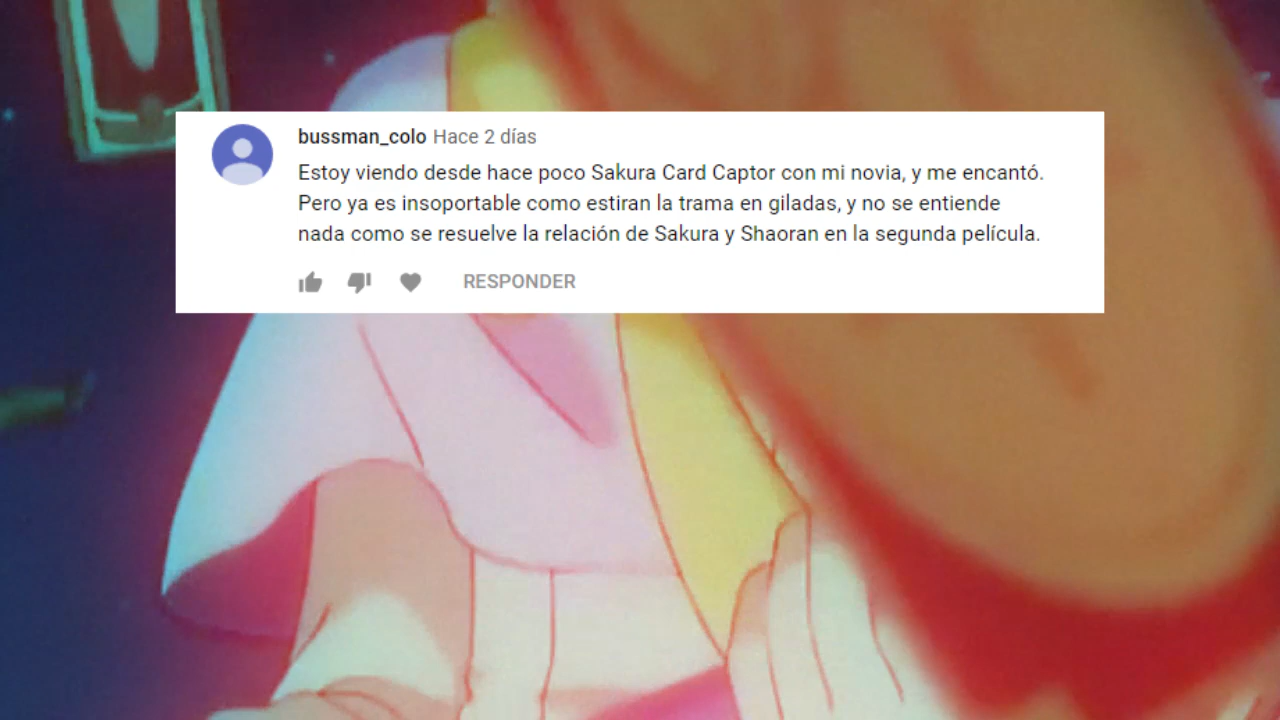 bussman_colo Hace 2 días
Estoy viendo desde hace poco Sakura Card Captor con mi novia, y me encantó.
Pero ya es insoportable como estiran la trama en giladas, y no se entiende
nada como se resuelve la relación de Sakura y Shaoran en la segunda película.
RESPONDER